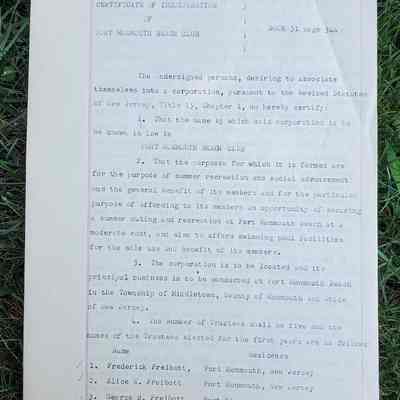 CERTIFICATE OF INCORPORATION
OF
PORT MONMOUTH BEACH CLUB
BOOK 31 page 344
The undersigned persons, desiring to associate
themselves into a corporation, pursuant to the Revised Statutes
of New Jersey, Title 15, Chapter 1, do hereby certify:
1. That the name by which said corporation is to
be known in law is
PORT MONMOUTH BEACH CLUB
2. That the purposes for which it is formed are
for the purpose of summer recreation and social advancement
and the general benefit of its members and for the particular
purpose of affording to its members an opportunity of securing
a summer outing and recreation at Port Monmouth Beach at a
moderate cost, and also to afford swimming pool facilities
for the sole use and benefit of its members.
3. The corporation is to be located and its
principal business is to be conducted at Port Monmouth Beach
in the Township of Middletown, County of Monmouth and State
of New Jersey.
4. The number of Trustees shall be five and the
names of the Trustees elected for the first years are as follows
Name Residence
1. Frederick Freibott, Port Monmouth, New Jersey
2. Alice E. Freibott Port Monmouth, New Jersey
3. George Freibott